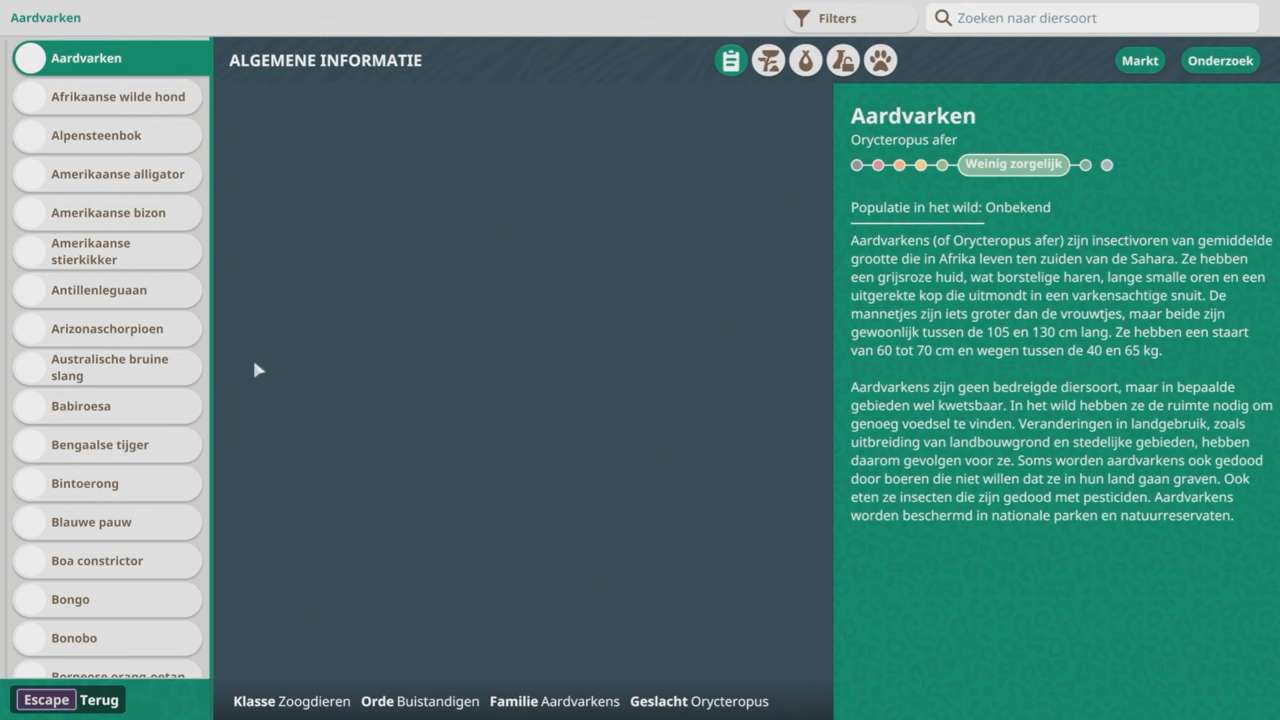 Aardvarken
Filters
Zoeken naar diersoort
Aardvarken
Afrikaanse wilde hond
Alpensteenbok
Amerikaanse alligator
Amerikaanse bizon
Amerikaanse
stierkikker
Antillenleguaan
Arizonaschorpioen
Australische bruine
slang
Babiroesa
Bengaalse tijger
Bintoerong
Blauwe pauw
Boa constrictor
Bongo
Bonobo
Borneose orang-oetan
Escape Terug
ALGEMENE INFORMATIE
Markt
Onderzoek
Aardvarken
Orycteropus afer
Weinig zorgelijk
Populatie in het wild: Onbekend
Aardvarkens (of Orycteropus afer) zijn insectivoren van gemiddelde
grootte die in Afrika leven ten zuiden van de Sahara. Ze hebben
een grijsroze huid, wat borstelige haren, lange smalle oren en een
uitgerekte kop die uitmondt in een varkensachtige snuit. De
mannetjes zijn iets groter dan de vrouwtjes, maar beide zijn
gewoonlijk tussen de 105 en 130 cm lang. Ze hebben een staart
van 60 tot 70 cm en wegen tussen de 40 en 65 kg.
Aardvarkens zijn geen bedreigde diersoort, maar in bepaalde
gebieden wel kwetsbaar. In het wild hebben ze de ruimte nodig om
genoeg voedsel te vinden. Veranderingen in landgebruik, zoals
uitbreiding van landbouwgrond en stedelijke gebieden, hebben
daarom gevolgen voor ze. Soms worden aardvarkens ook gedood
door boeren die niet willen dat ze in hun land gaan graven. Ook
eten ze insecten die zijn gedood met pesticiden. Aardvarkens
worden beschermd in nationale parken en natuurreservaten.
Klasse Zoogdieren Orde Buistandigen Familie Aardvarkens Geslacht Orycteropus